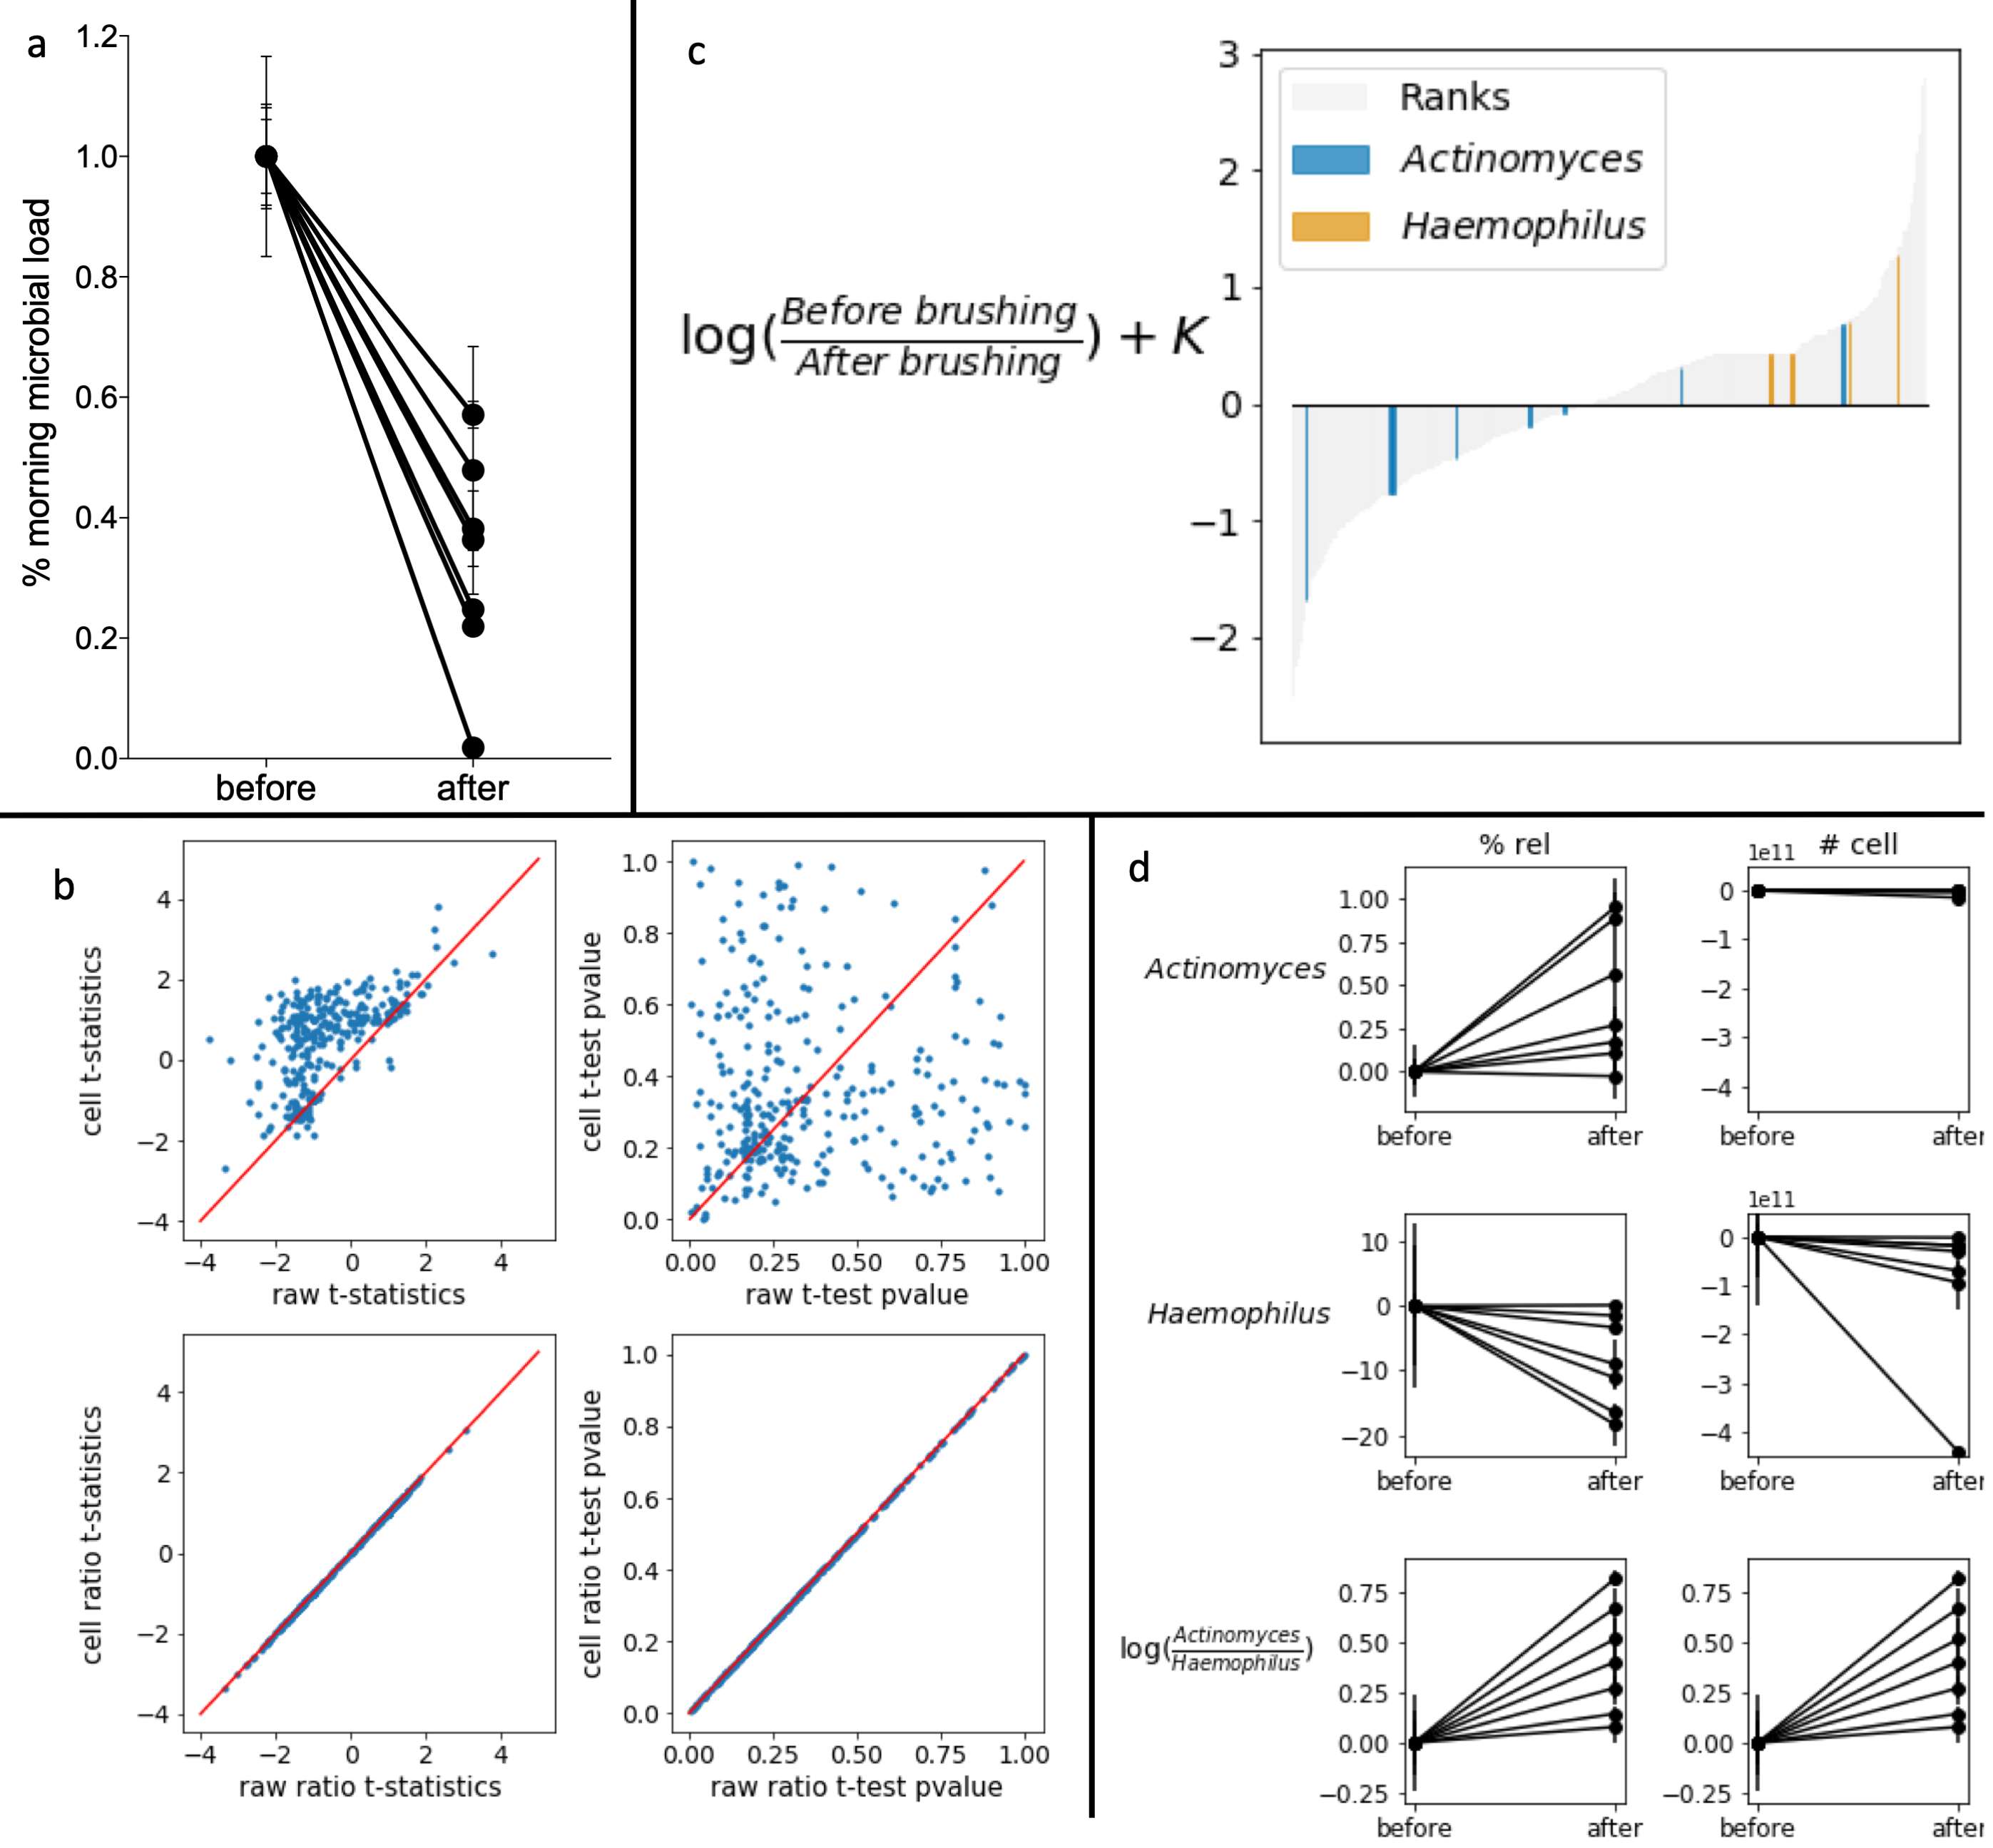 a
1.2
1.0
0.8
0.6
0.4
0.2
0.0
% morning microbial load
before after
c
log(Before brushing/After brushing) + K
3
2
1
0
−1
−2
Ranks
Actinomyces
Haemophilus
b
4
2
0
−2
−4
cell t-statistics
−4 −2 0 2 4
raw t-statistics
1.0
0.8
0.6
0.4
0.2
0.0
cell t-test pvalue
0.00 0.25 0.50 0.75 1.00
raw t-test pvalue
4
2
0
−2
−4
cell ratio t-statistics
−4 −2 0 2 4
raw ratio t-statistics
1.0
0.8
0.6
0.4
0.2
0.0
cell ratio t-test pvalue
0.00 0.25 0.50 0.75 1.00
raw ratio t-test pvalue
d
% rel
1e11 # cell
Actinomyces
1.00
0.75
0.50
0.25
0.00
before after
0
−1
−2
−3
−4
before after
Haemophilus
10
0
−10
−20
before after
1e11
0
−1
−2
−3
−4
before after
log(Actinomyces/Haemophilus)
0.75
0.50
0.25
0.00
−0.25
before after
0.75
0.50
0.25
0.00
−0.25
before after